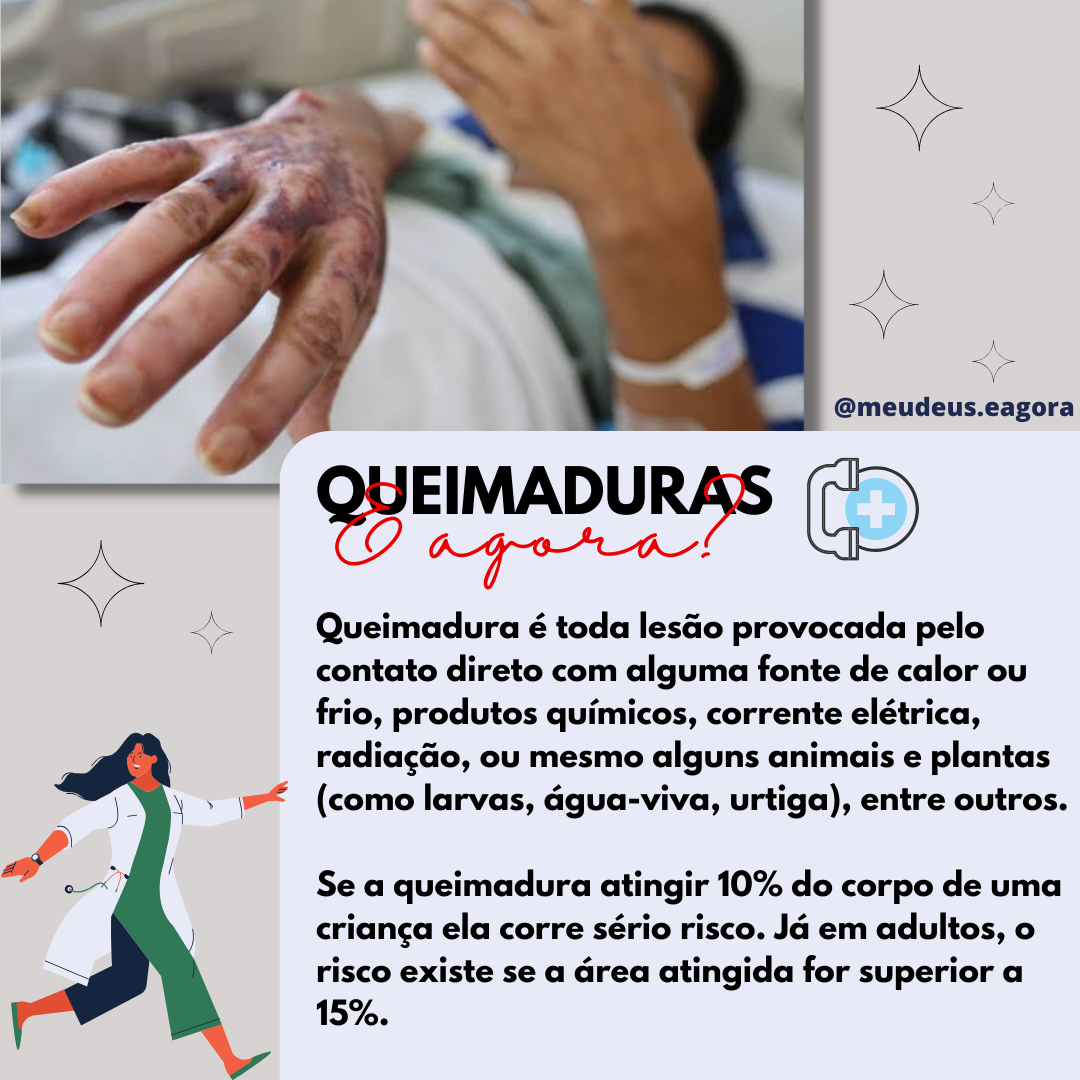 @meudeus.eagora
QUEIMADURAS
E agora?
Queimadura é toda lesão provocada pelo
contato direto com alguma fonte de calor ou
frio, produtos químicos, corrente elétrica,
radiação, ou mesmo alguns animais e plantas
(como larvas, água-viva, urtiga), entre outros.
Se a queimadura atingir 10% do corpo de uma
criança ela corre sério risco. Já em adultos, o
risco existe se a área atingida for superior a
15%.